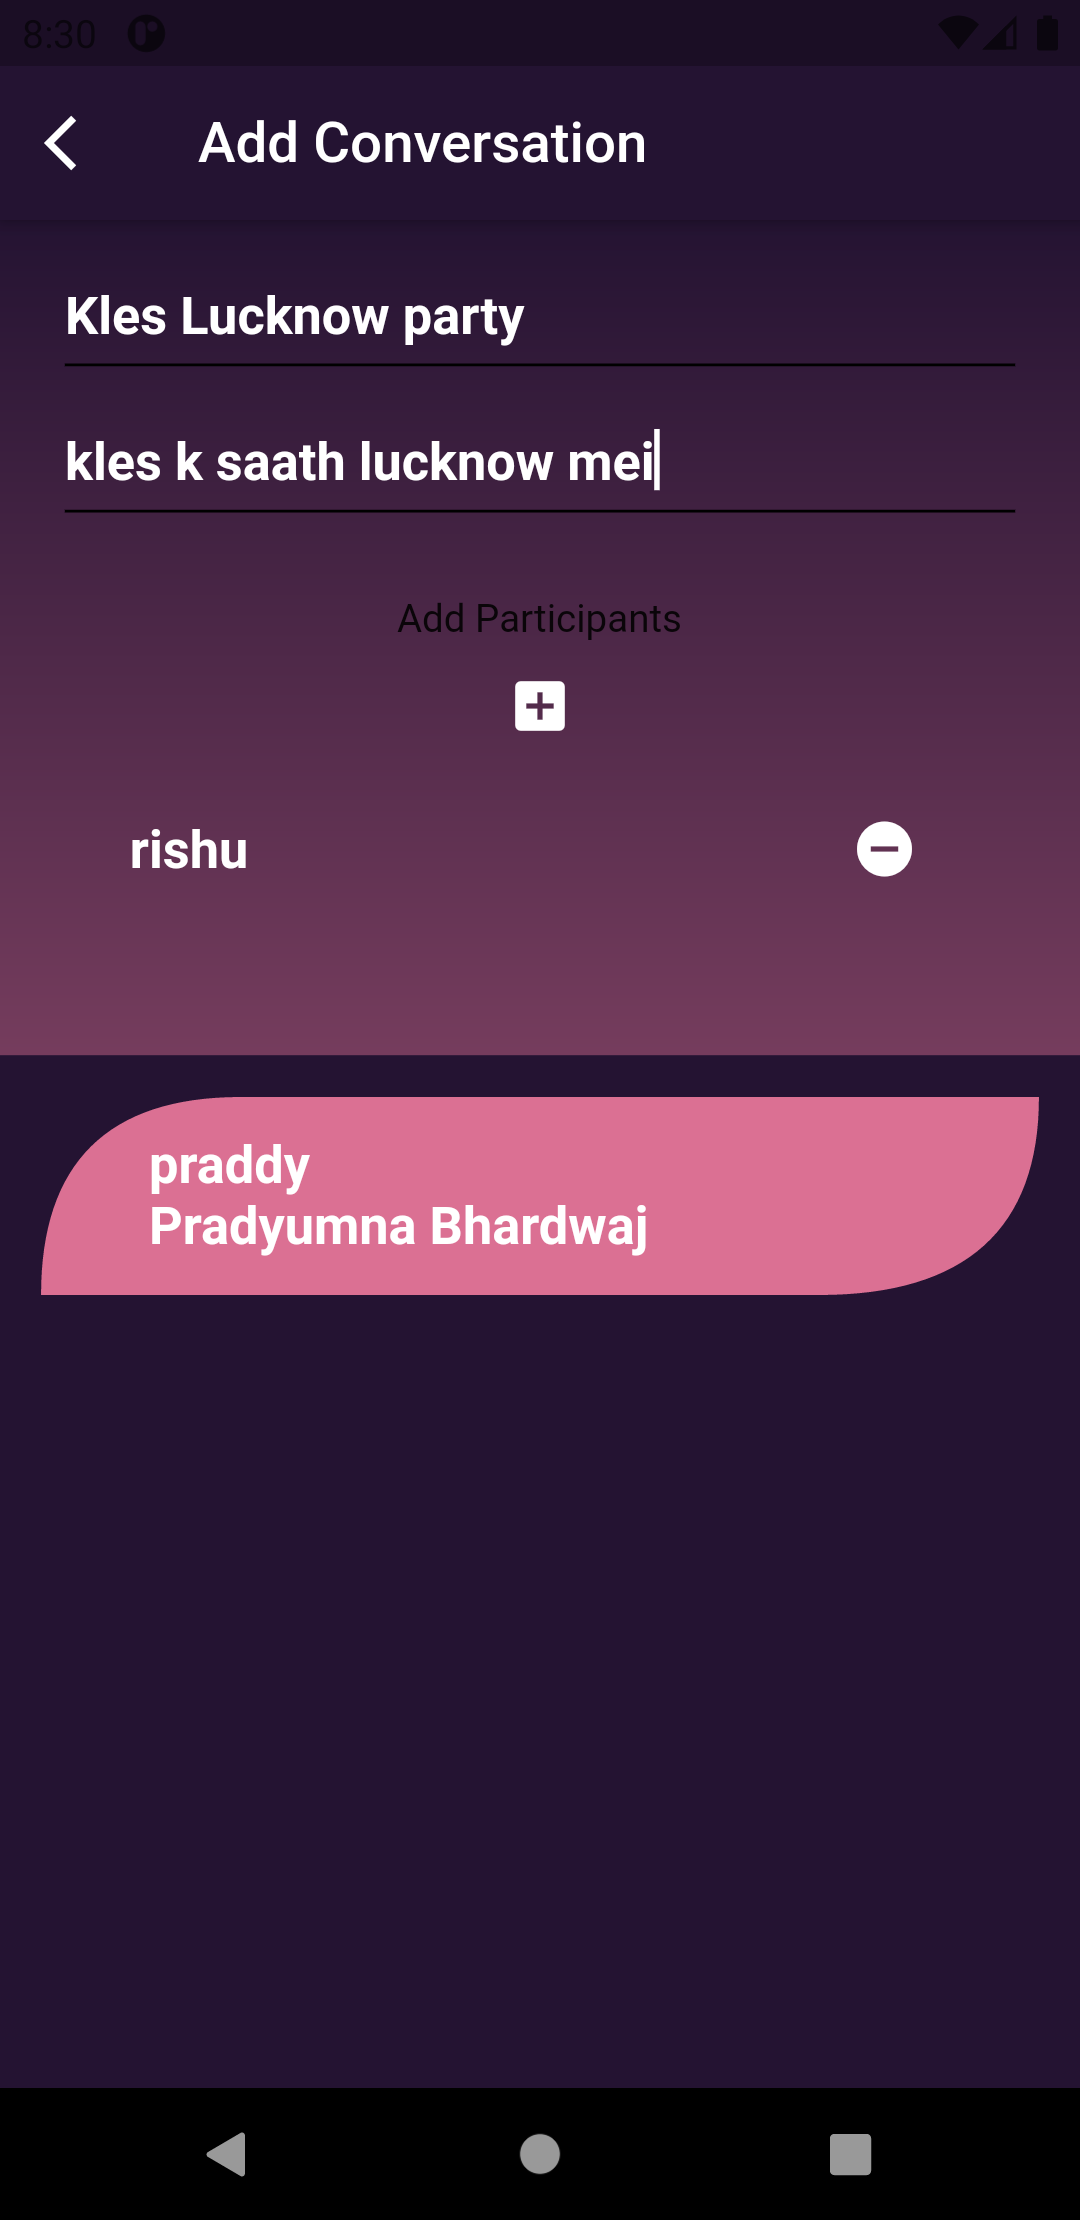 8:30
Add Conversation
Kles Lucknow party
kles k saath lucknow mei
Add Participants
rishu
praddy
Pradyumna Bhardwaj